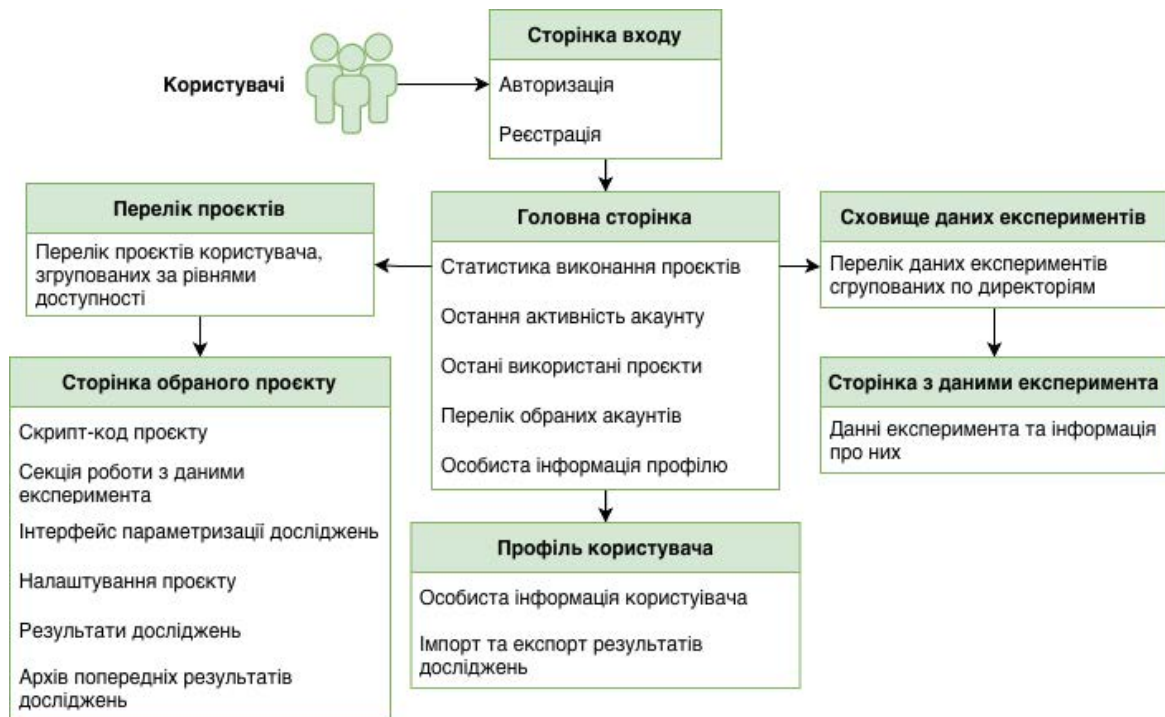 Користувачі
Сторінка входу
Авторизація
Реєстрація
Перелік проєктів
Перелік проєктів користувача,
згрупованих за рівнями
доступності
Головна сторінка
Статистика виконання проєктів
Остання активність акаунту
Остані використані проєкти
Перелік обраних акаунтів
Особиста інформація профілю
Сховище даних експериментів
Перелік даних експериментів
сгрупованих по директоріям
Сторінка обраного проєкту
Скрипт-код проєкту
Секція роботи з даними
експеримента
Інтерфейс параметризації досліджень
Налаштування проєкту
Результати досліджень
Архів попередніх результатів
досліджень
Профіль користувача
Особиста інформація користуівача
Імпорт та експорт результатів
досліджень
Сторінка з даними експеримента
Данні експеримента та інформація
про них